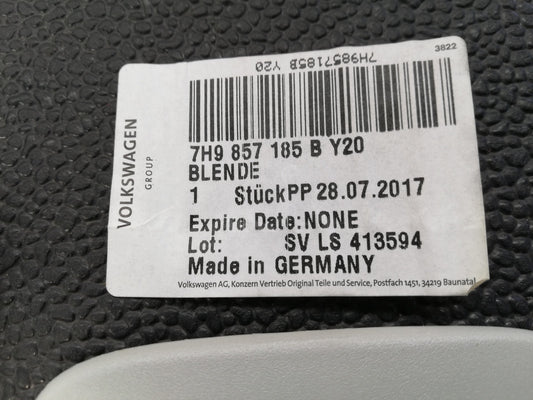 3822
7H9857185B Y20
VOLKSWAGEN
GROUP
7H9 857 185 B Y20
BLENDE
1 StückPP 28.07.2017
Expire Date:NONE
Lot: SV LS 413594
Made in GERMANY
Volkswagen AG, Konzern Vertrieb Original Teile und Service, Postfach 1451, 34219 Baunatal